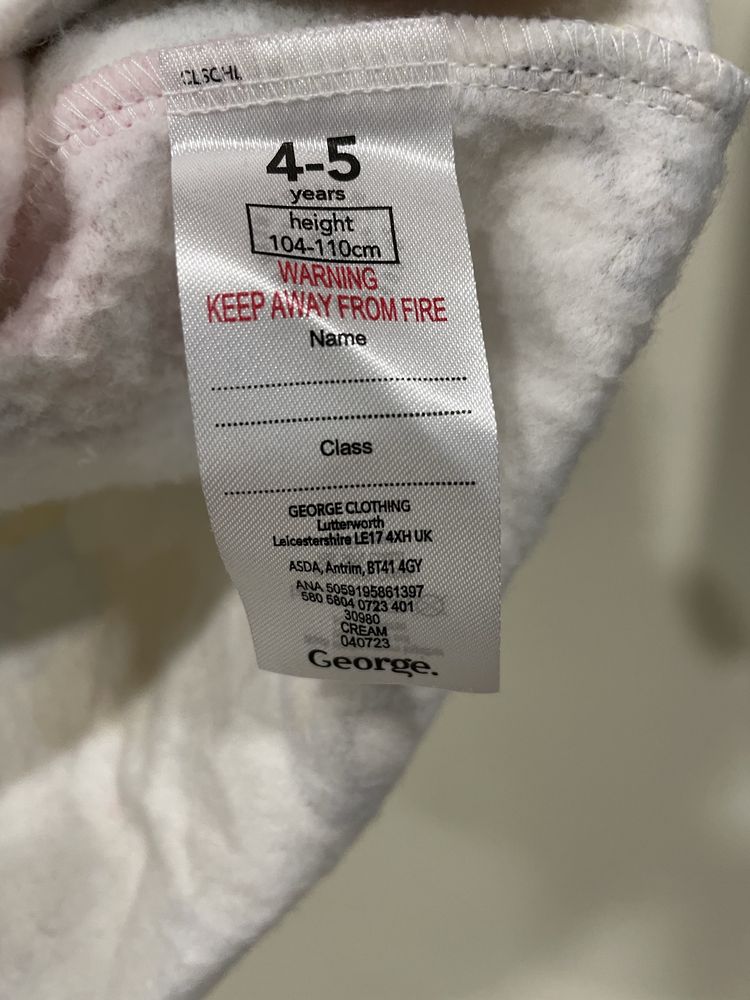 4-5
years
height
104-110cm
WARNING
KEEP AWAY FROM FIRE
Name
Class
GEORGE CLOTHING
Lutterworth
Leicestershire LE17 4XH UK
ASDA, Antrim, BT41 4GY
ANA 5059195861397
580 5804 0723 401
30980
CREAM
040723
George.